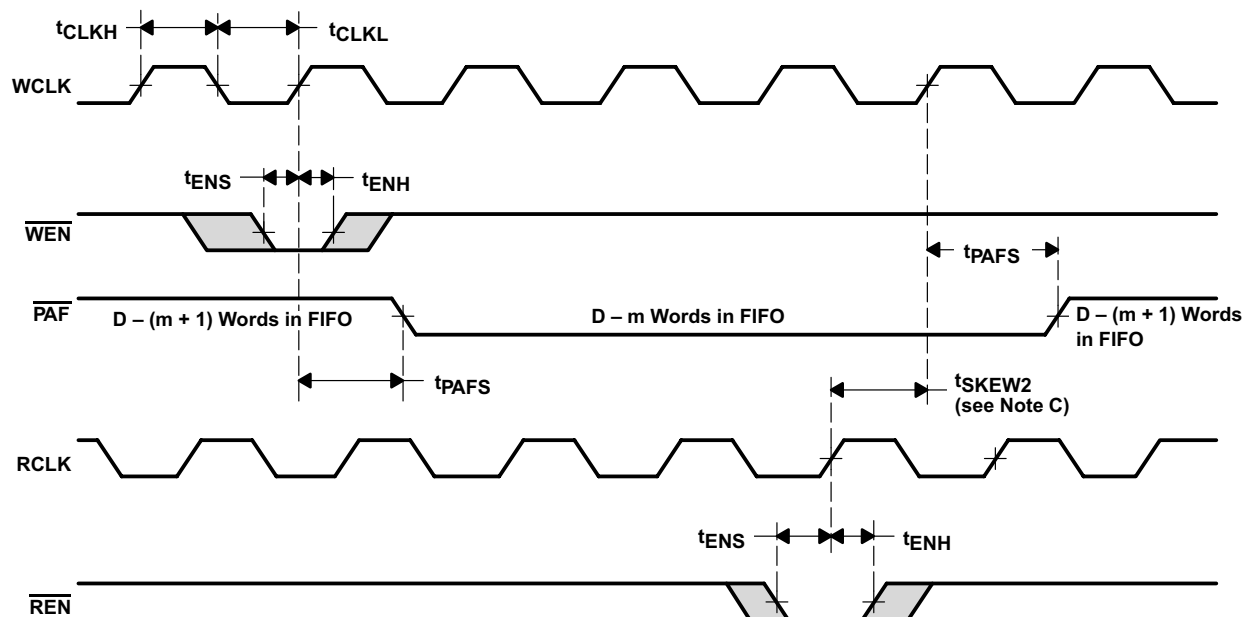 tCLKH tCLKL
WCLK
tENS tENH
WEN
tPAFS
PAF
D – (m + 1) Words in FIFO
D – m Words in FIFO
D – (m + 1) Words
in FIFO
tPAFS
tSKEW2
(see Note C)
RCLK
tENS tENH
REN